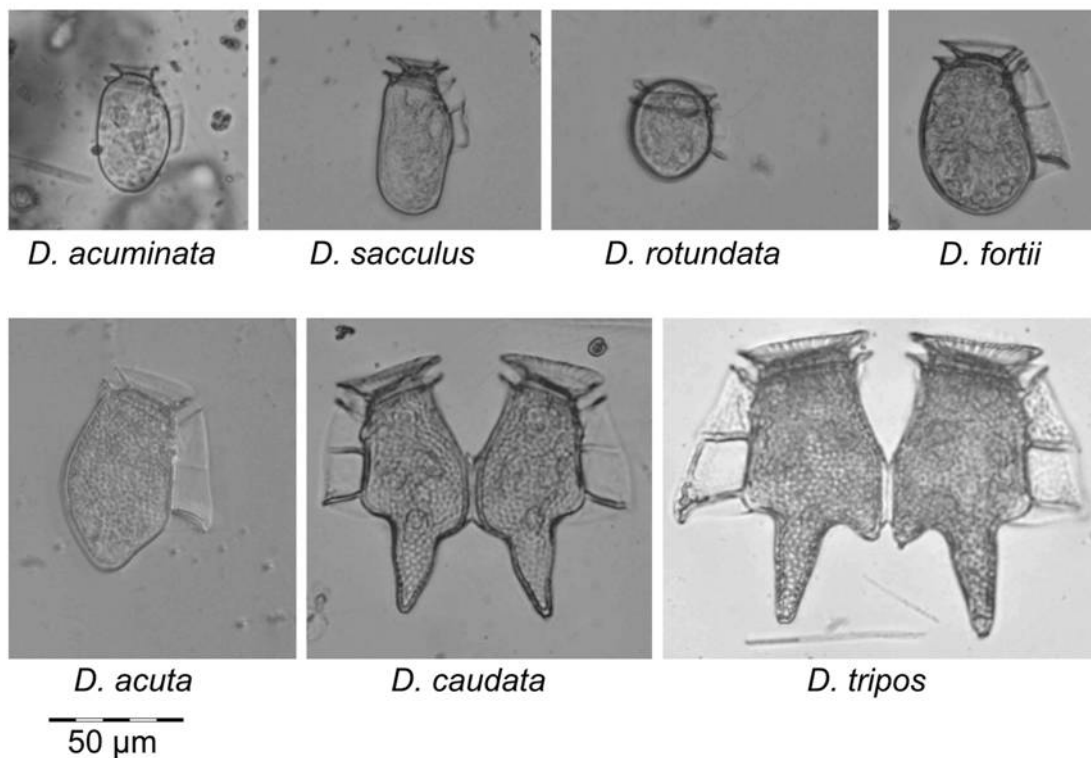 D. acuminata
D. sacculus
D. rotundata
D. fortii
D. acuta
D. caudata
D. tripos
50 µm